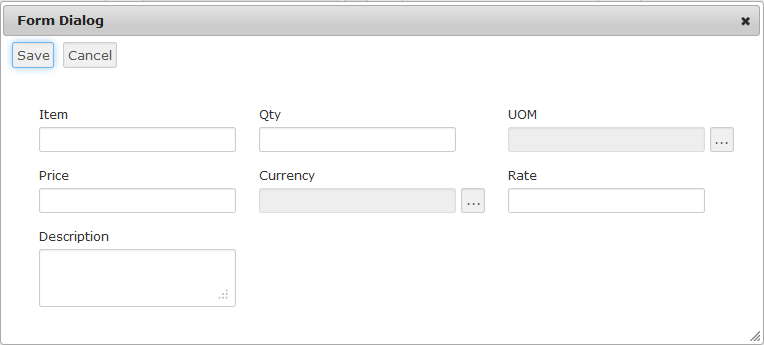 Form Dialog
Save Cancel
Item Qty UOM
...
Price Currency Rate
...
Description